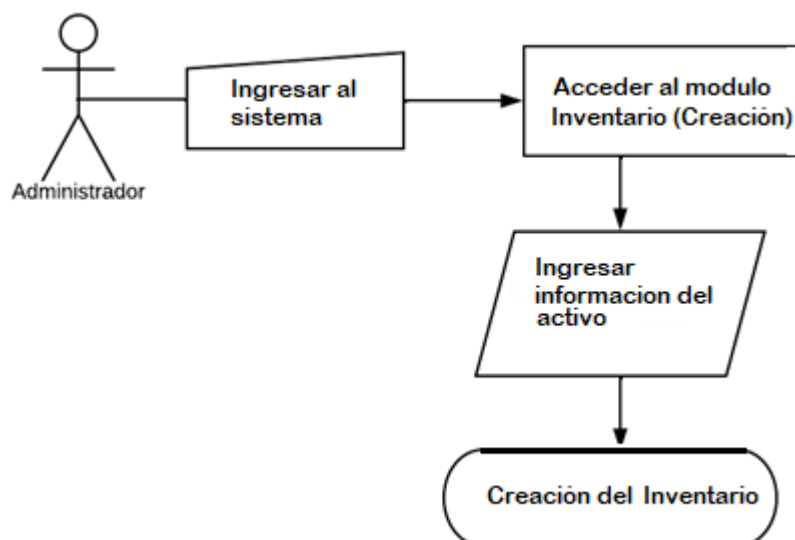 Administrador
Ingresar al
sistema
Acceder al modulo
Inventario (Creación)
Ingresar
informacion del
activo
Creación del Inventario